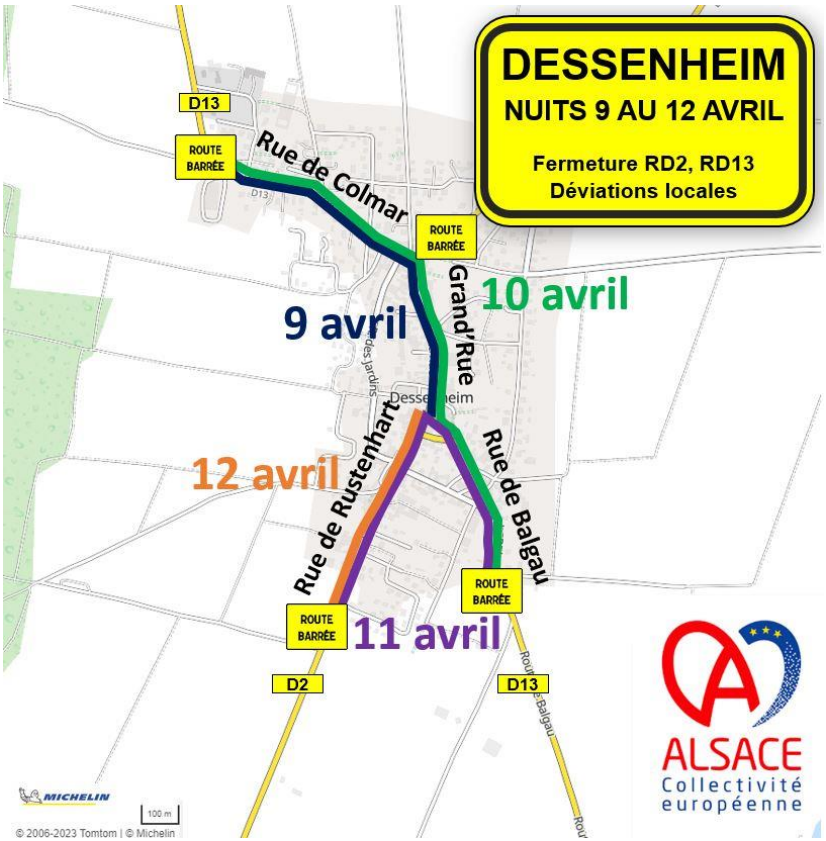 DESSENHEIM
NUITS 9 AU 12 AVRIL
Fermeture RD2, RD13
Déviations locales
D13
ROUTE
BARRÉE
Rue de Colmar
D13
ROUTE
BARRÉE
Grand'Rue
10 avril
9 avril
des Jardins
Dessenheim
Rue de Rustenhart
Rue de Balgau
12 avril
ROUTE
BARRÉE
ROUTE
BARRÉE
11 avril
D2
D13
Route de Balgau
ALSACE
Collectivité
européenne
MICHELIN
100 m
© 2006-2023 Tomtom | © Michelin